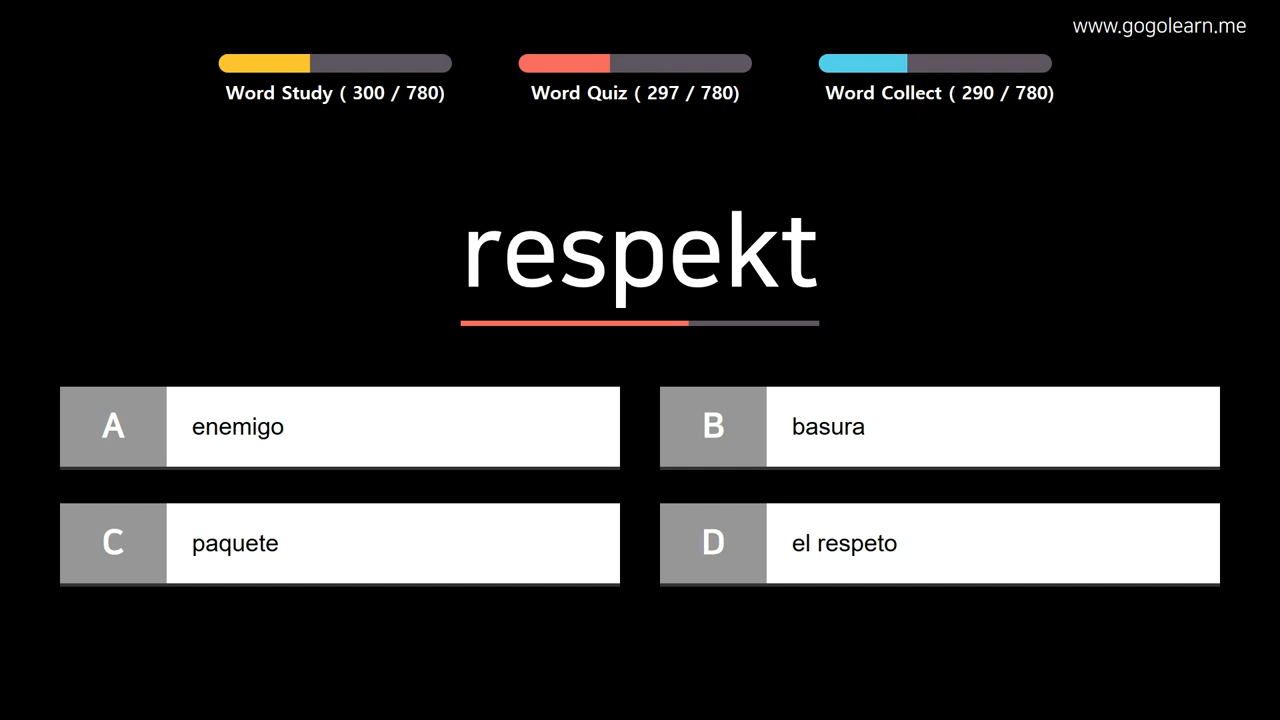 www.gogolearn.me
Word Study ( 300 / 780)
Word Quiz ( 297 / 780)
Word Collect ( 290 / 780)
respekt
A enemigo
B basura
C paquete
D el respeto